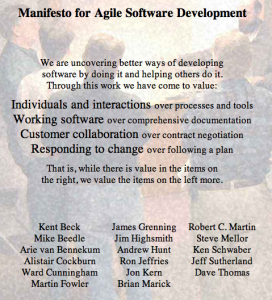 Manifesto for Agile Software Development
We are uncovering better ways of developing
software by doing it and helping others do it.
Through this work we have come to value:
Individuals and interactions over processes and tools
Working software over comprehensive documentation
Customer collaboration over contract negotiation
Responding to change over following a plan
That is, while there is value in the items on
the right, we value the items on the left more.
Kent Beck
Mike Beedle
Arie van Bennekum
Alistair Cockburn
Ward Cunningham
Martin Fowler
James Grenning
Jim Highsmith
Andrew Hunt
Ron Jeffries
Jon Kern
Brian Marick
Robert C. Martin
Steve Mellor
Ken Schwaber
Jeff Sutherland
Dave Thomas